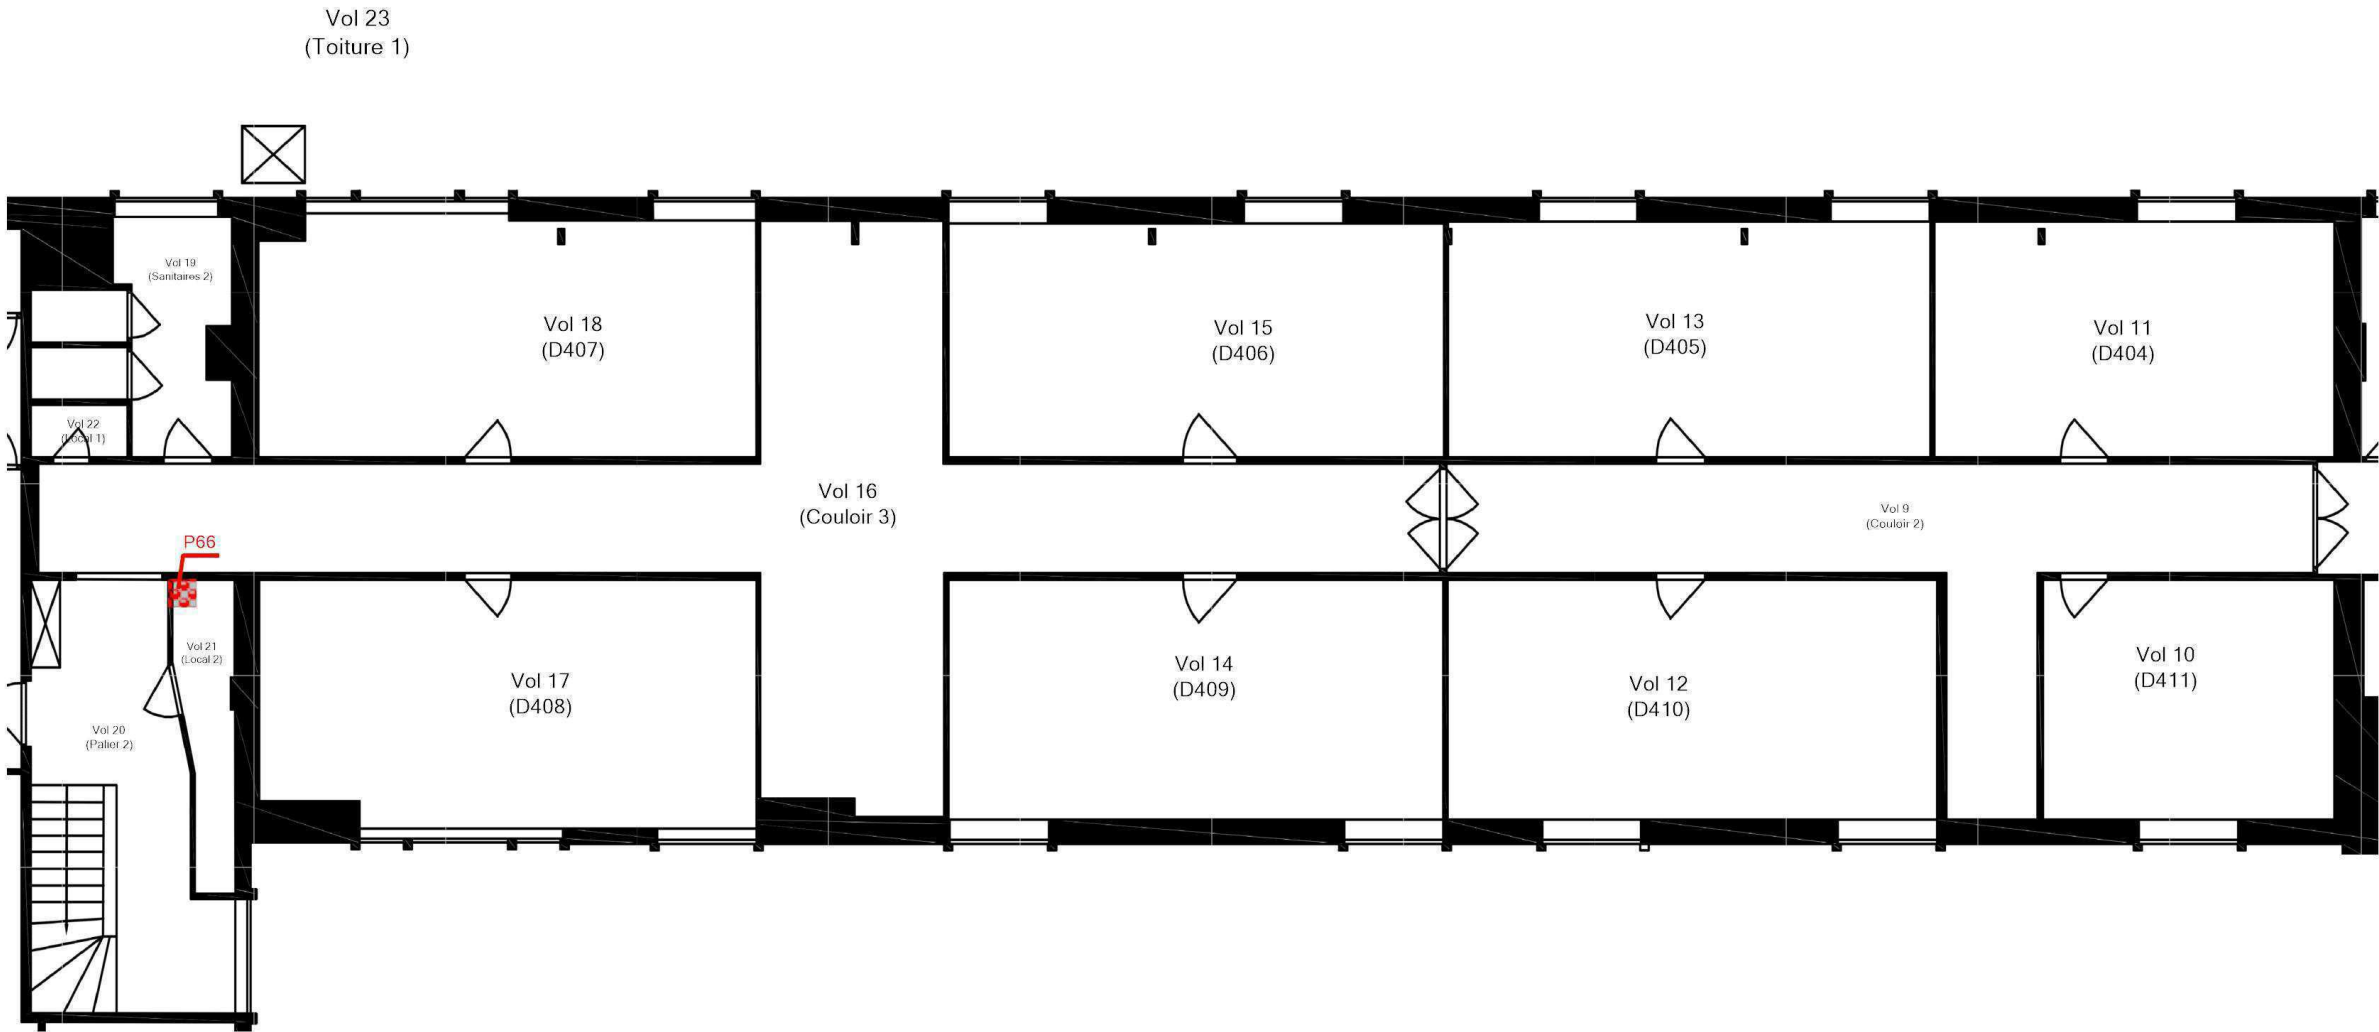 Vol 23
(Toiture 1)
Vol 19
(Sanitaires 2)
Vol 18
(D407)
Vol 15
(D406)
Vol 13
(D405)
Vol 11
(D404)
Vol 22
(Local 1)
Vol 16
(Couloir 3)
Vol 9
(Couloir 2)
P66
Vol 21
(Local 2)
Vol 17
(D408)
Vol 14
(D409)
Vol 12
(D410)
Vol 10
(D411)
Vol 20
(Palier 2)